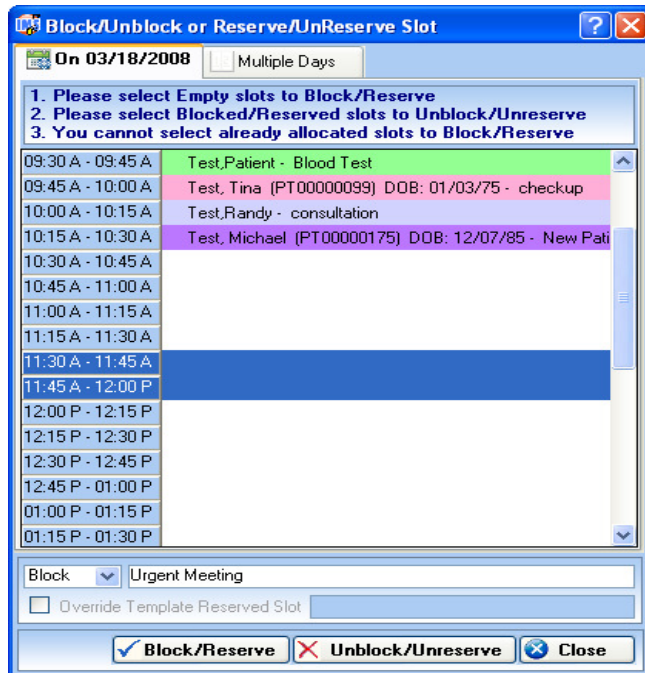 Block/Unblock or Reserve/UnReserve Slot
On 03/18/2008 Multiple Days
1. Please select Empty slots to Block/Reserve
2. Please select Blocked/Reserved slots to Unblock/Unreserve
3. You cannot select already allocated slots to Block/Reserve
09:30 A - 09:45 A Test,Patient - Blood Test
09:45 A - 10:00 A Test, Tina (PT00000099) DOB: 01/03/75 - checkup
10:00 A - 10:15 A Test,Randy - consultation
10:15 A - 10:30 A Test, Michael (PT00000175) DOB: 12/07/85 - New Pati
10:30 A - 10:45 A
10:45 A - 11:00 A
11:00 A - 11:15 A
11:15 A - 11:30 A
11:30 A - 11:45 A
11:45 A - 12:00 P
12:00 P - 12:15 P
12:15 P - 12:30 P
12:30 P - 12:45 P
12:45 P - 01:00 P
01:00 P - 01:15 P
01:15 P - 01:30 P
Block Urgent Meeting
Override Template Reserved Slot
Block/Reserve Unblock/Unreserve Close